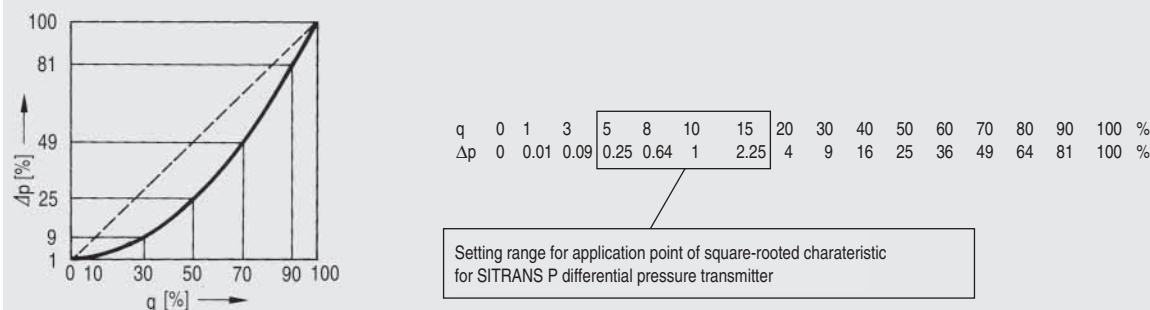 100
81
49
25
9
1
Δp [%]
0 10 30 50 70 90 100
q [%]
q 0 1 3 5 8 10 15 20 30 40 50 60 70 80 90 100 %
Δp 0 0.01 0.09 0.25 0.64 1 2.25 4 9 16 25 36 49 64 81 100 %
Setting range for application point of square-rooted charateristic
for SITRANS P differential pressure transmitter